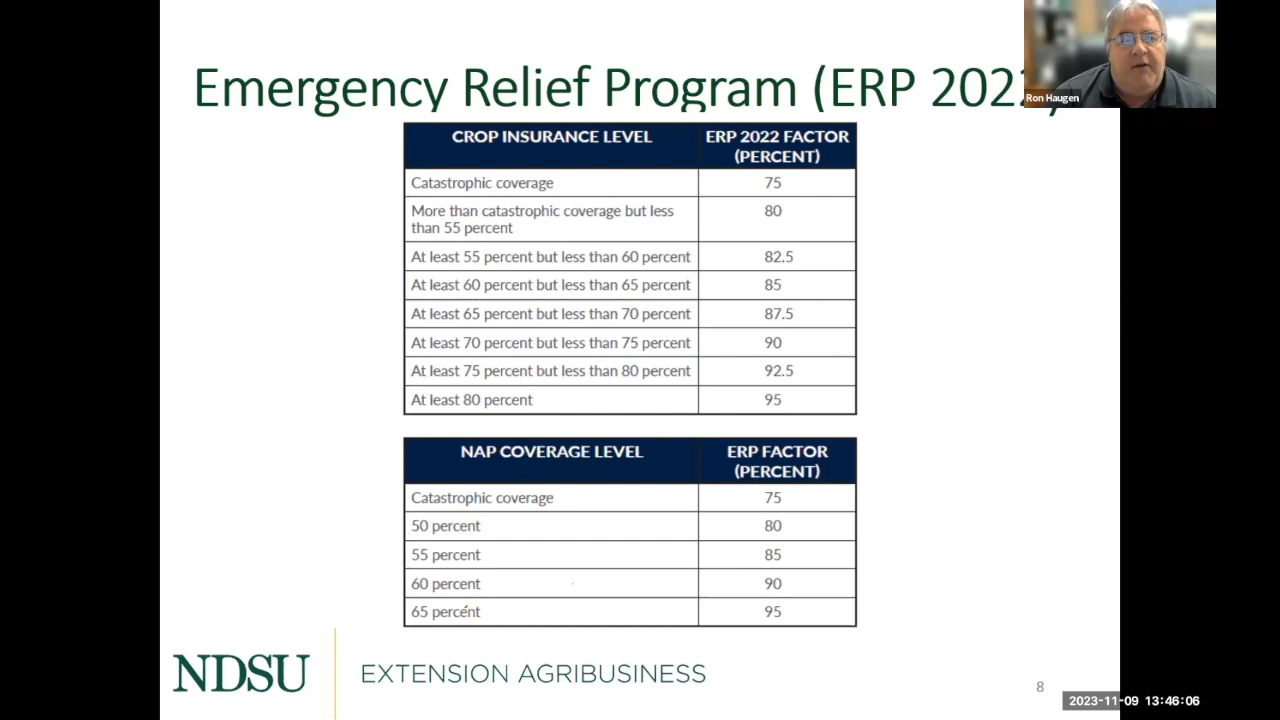 Emergency Relief Program (ERP 2022)
Ron Haugen
CROP INSURANCE LEVEL ERP 2022 FACTOR
(PERCENT)
Catastrophic coverage 75
More than catastrophic coverage but less 80
than 55 percent
At least 55 percent but less than 60 percent 82.5
At least 60 percent but less than 65 percent 85
At least 65 percent but less than 70 percent 87.5
At least 70 percent but less than 75 percent 90
At least 75 percent but less than 80 percent 92.5
At least 80 percent 95
NAP COVERAGE LEVEL ERP FACTOR
(PERCENT)
Catastrophic coverage 75
50 percent 80
55 percent 85
60 percent 90
65 percent 95
NDSU EXTENSION AGRIBUSINESS
8
2023-11-09 13:46:06